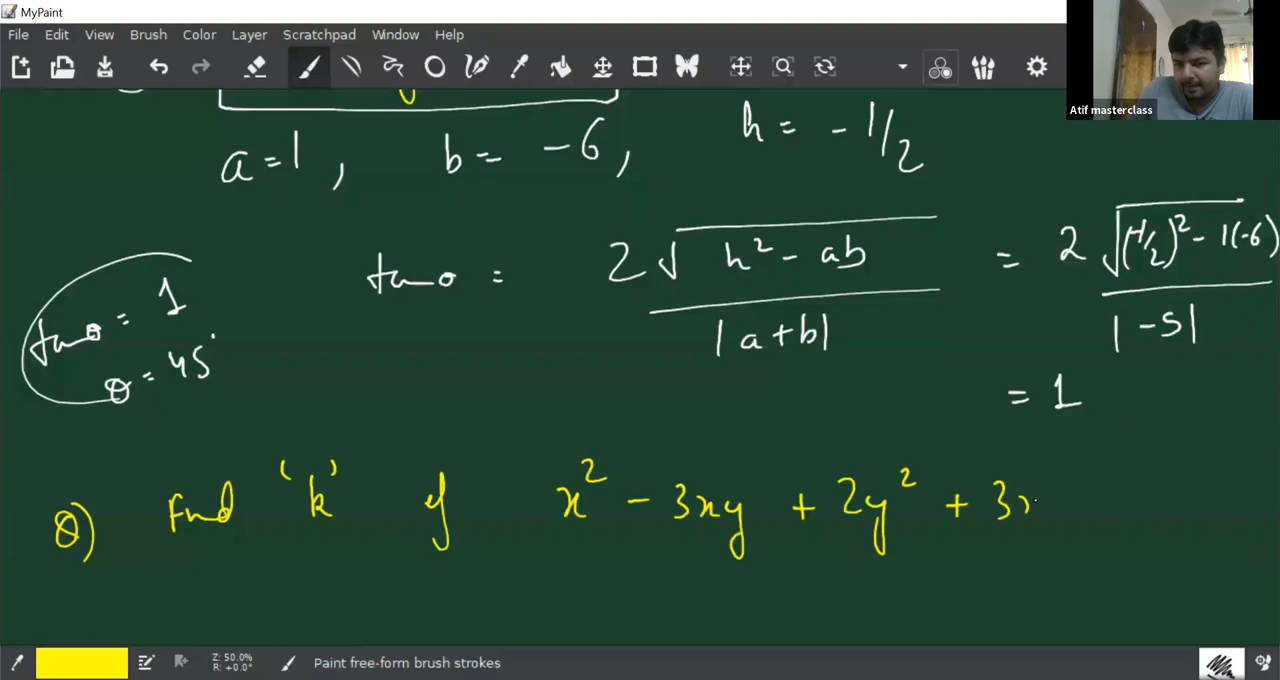 MyPaint
File Edit View Brush Color Layer Scratchpad Window Help
Atif masterclass
a=1, b= -6, h= -1/2
tanθ = 2√(h² - ab) / |a+b| = 2√((-1/2)² - 1(-6)) / |-5|
= 1
tanθ = 1
θ = 45°
Q) Find 'k' if x² - 3xy + 2y² + 3x
Z: 50.0%
R: +0.0°
Paint free-form brush strokes